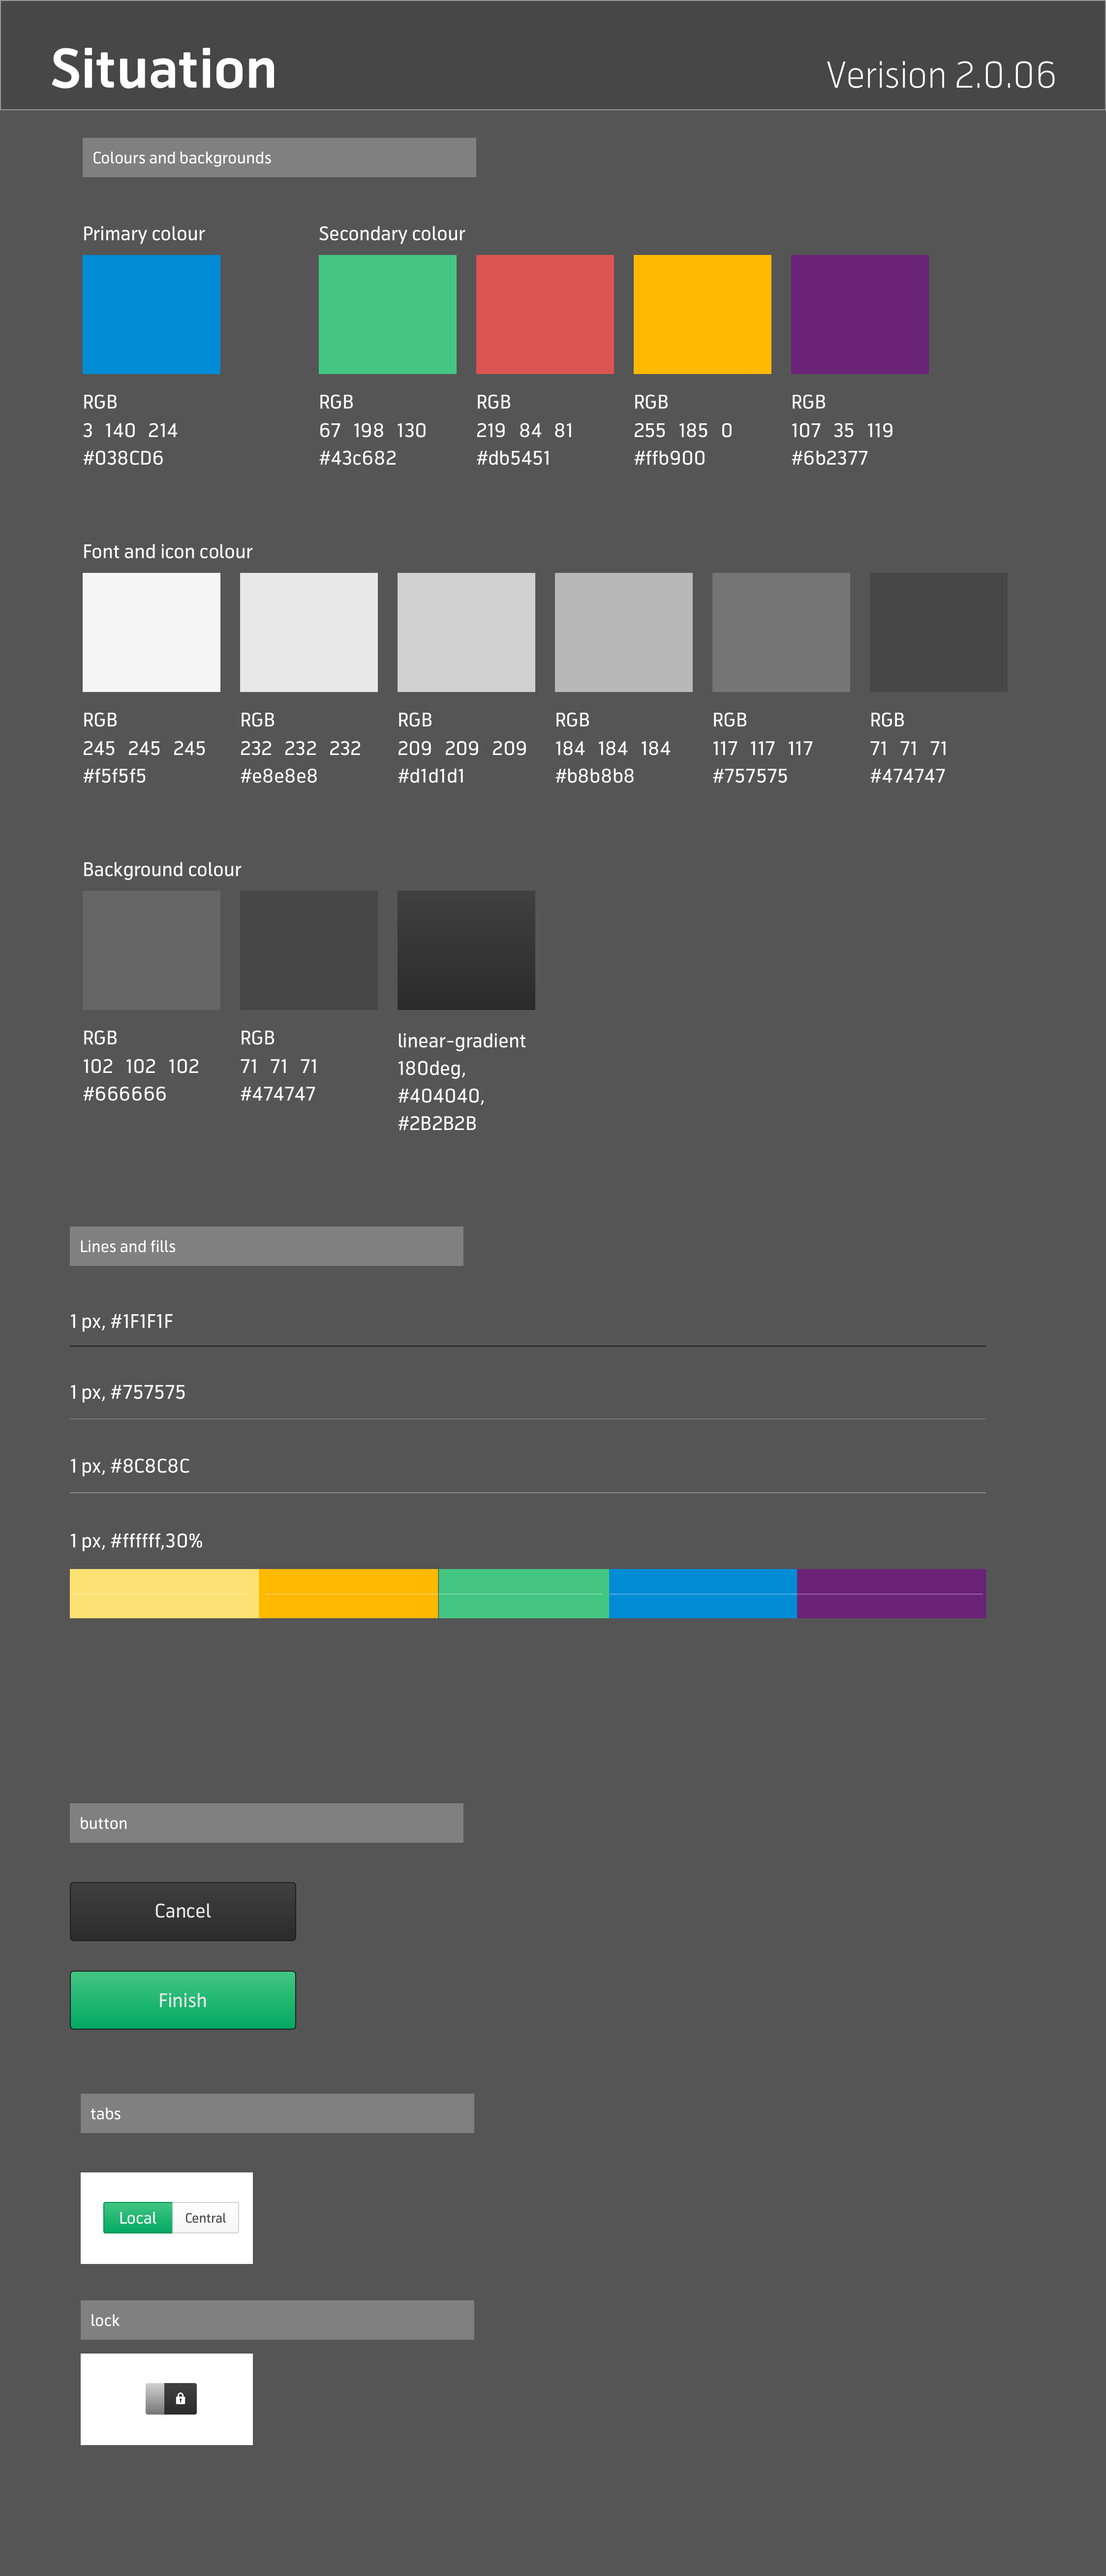 Situation
Verision 2.0.06
Colours and backgrounds
Primary colour
Secondary colour
RGB
3 140 214
#038CD6
RGB
67 198 130
#43c682
RGB
219 84 81
#db5451
RGB
255 185 0
#ffb900
RGB
107 35 119
#6b2377
Font and icon colour
RGB
245 245 245
#f5f5f5
RGB
232 232 232
#e8e8e8
RGB
209 209 209
#d1d1d1
RGB
184 184 184
#b8b8b8
RGB
117 117 117
#757575
RGB
71 71 71
#474747
Background colour
RGB
102 102 102
#666666
RGB
71 71 71
#474747
linear-gradient
180deg,
#404040,
#2B2B2B
Lines and fills
1 px, #1F1F1F
1 px, #757575
1 px, #8C8C8C
1 px, #ffffff,30%
button
Cancel
Finish
tabs
Local
Central
lock